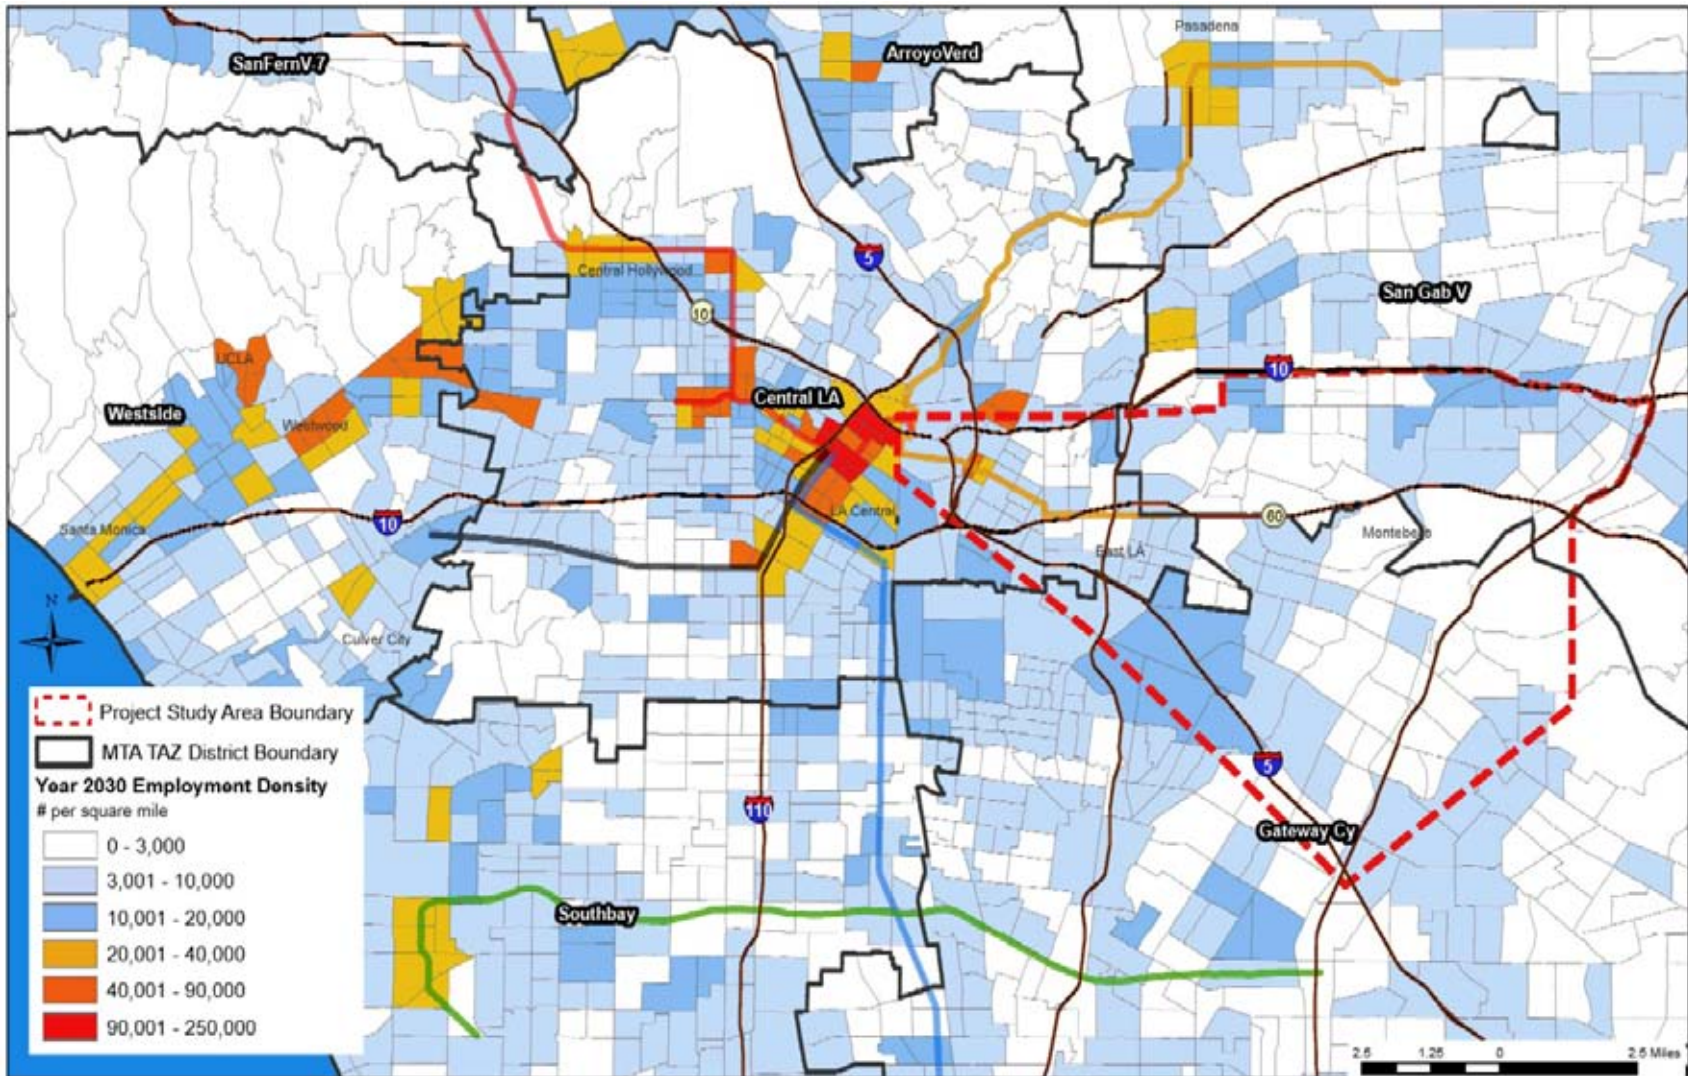 Pasadena
SanFernV-7
ArroyoVerd
5
Central Hollywood
San Gab V
10
UCLA
10
Westside
Central LA
Westwood
LA Central
Santa Monica
10
60
Montebello
East LA
N
Culver City
Project Study Area Boundary
MTA TAZ District Boundary
Year 2030 Employment Density
# per square mile
0 - 3,000
3,001 - 10,000
10,001 - 20,000
20,001 - 40,000
40,001 - 90,000
90,001 - 250,000
5
110
Gateway Cy
Southbay
2.5 1.25 0 2.5 Miles